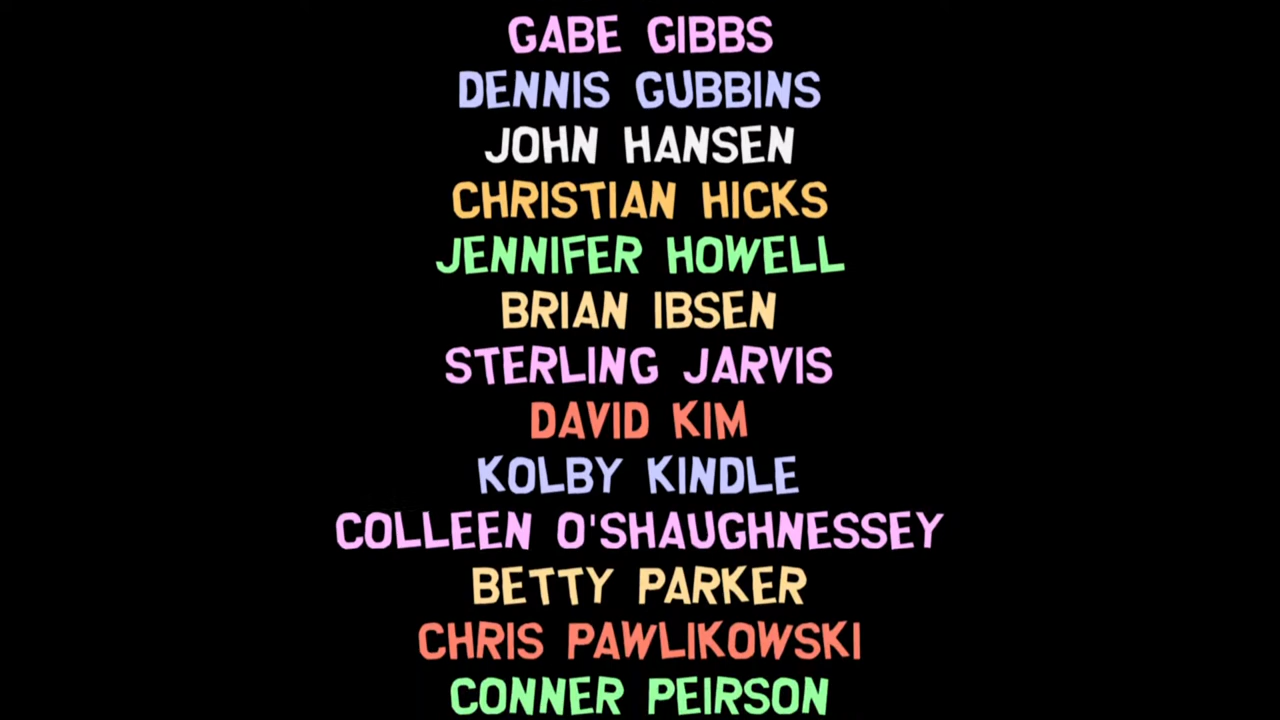 GABE GIBBS
DENNIS GUBBINS
JOHN HANSEN
CHRISTIAN HICKS
JENNIFER HOWELL
BRIAN IBSEN
STERLING JARVIS
DAVID KIM
KOLBY KINDLE
COLLEEN O'SHAUGHNESSEY
BETTY PARKER
CHRIS PAWLIKOWSKI
CONNER PEIRSON